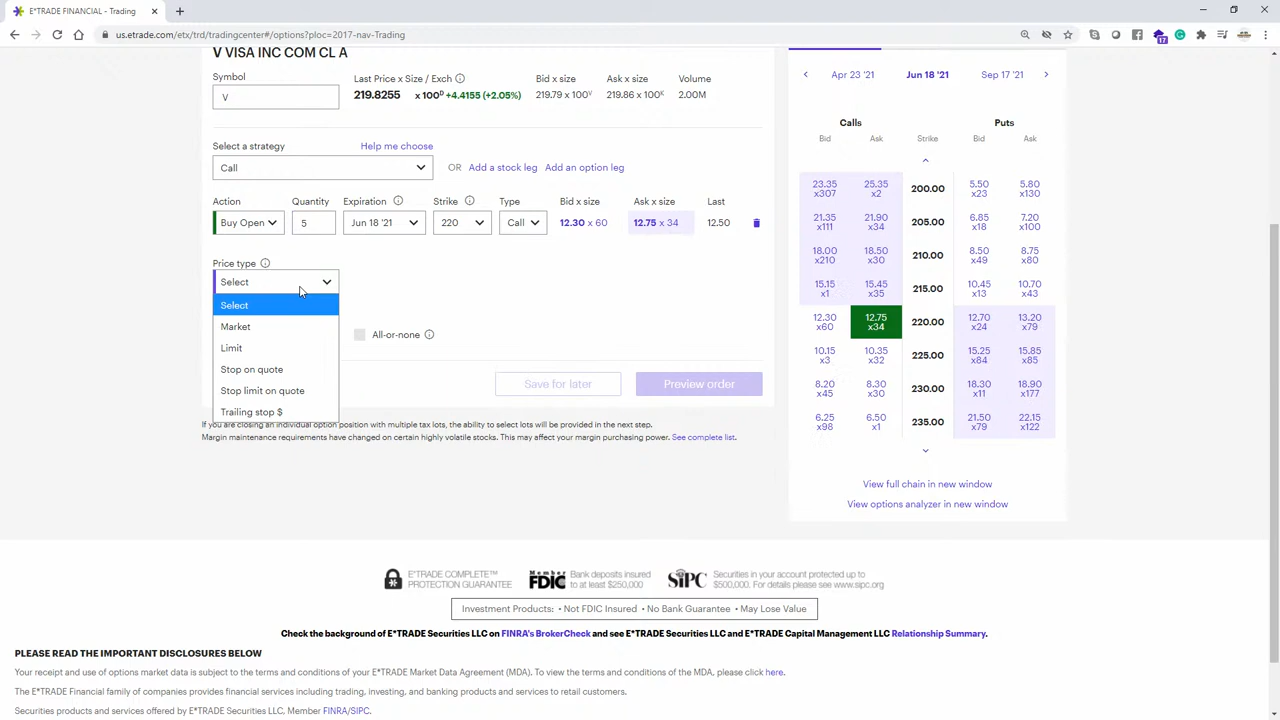 E*TRADE FINANCIAL - Trading
us.etrade.com/etx/trd/tradingcenter#/options?ploc=2017-nav-Trading
17
V VISA INC COM CL A
Symbol
Last Price x Size / Exch
Bid x size
Ask x size
Volume
V
219.8255 x 100ᴰ +4.4155 (+2.05%)
219.79 x 100ⱽ
219.86 x 100ᴷ
2.00M
Select a strategy
Help me choose
Call
OR Add a stock leg Add an option leg
Action Quantity Expiration Strike Type Bid x size Ask x size Last
Buy Open 5 Jun 18 '21 220 Call 12.30 x 60 12.75 x 34 12.50
Price type
Select
Select
Market
Limit
Stop on quote
Stop limit on quote
Trailing stop $
All-or-none
Save for later
Preview order
If you are closing an individual option position with multiple tax lots, the ability to select lots will be provided in the next step.
Margin maintenance requirements have changed on certain highly volatile stocks. This may affect your margin purchasing power. See complete list.
Apr 23 '21 Jun 18 '21 Sep 17 '21
Calls Puts
Bid Ask Strike Bid Ask
23.35 25.35 200.00 5.50 5.80
x307 x2 x23 x130
21.35 21.90 205.00 6.85 7.20
x111 x34 x18 x100
18.00 18.50 210.00 8.50 8.75
x210 x30 x49 x80
15.15 15.45 215.00 10.45 10.70
x1 x35 x13 x43
12.30 12.75 220.00 12.70 13.20
x60 x34 x24 x79
10.15 10.35 225.00 15.25 15.85
x3 x32 x84 x85
8.20 8.30 230.00 18.30 18.90
x45 x30 x11 x177
6.25 6.50 235.00 21.50 22.15
x98 x1 x79 x122
View full chain in new window
View options analyzer in new window
E*TRADE COMPLETE™
PROTECTION GUARANTEE
Member
FDIC
Bank deposits insured
to at least $250,000
SIPC
Securities in your account protected up to
$500,000. For details please see www.sipc.org
Investment Products: • Not FDIC Insured • No Bank Guarantee • May Lose Value
Check the background of E*TRADE Securities LLC on FINRA's BrokerCheck and see E*TRADE Securities LLC and E*TRADE Capital Management LLC Relationship Summary.
PLEASE READ THE IMPORTANT DISCLOSURES BELOW
Your receipt and use of options market data is subject to the terms and conditions of your E*TRADE Market Data Agreement (MDA). To view the terms and conditions of the MDA, please click here.
The E*TRADE Financial family of companies provides financial services including trading, investing, and banking products and services to retail customers.
Securities products and services offered by E*TRADE Securities LLC, Member FINRA/SIPC.